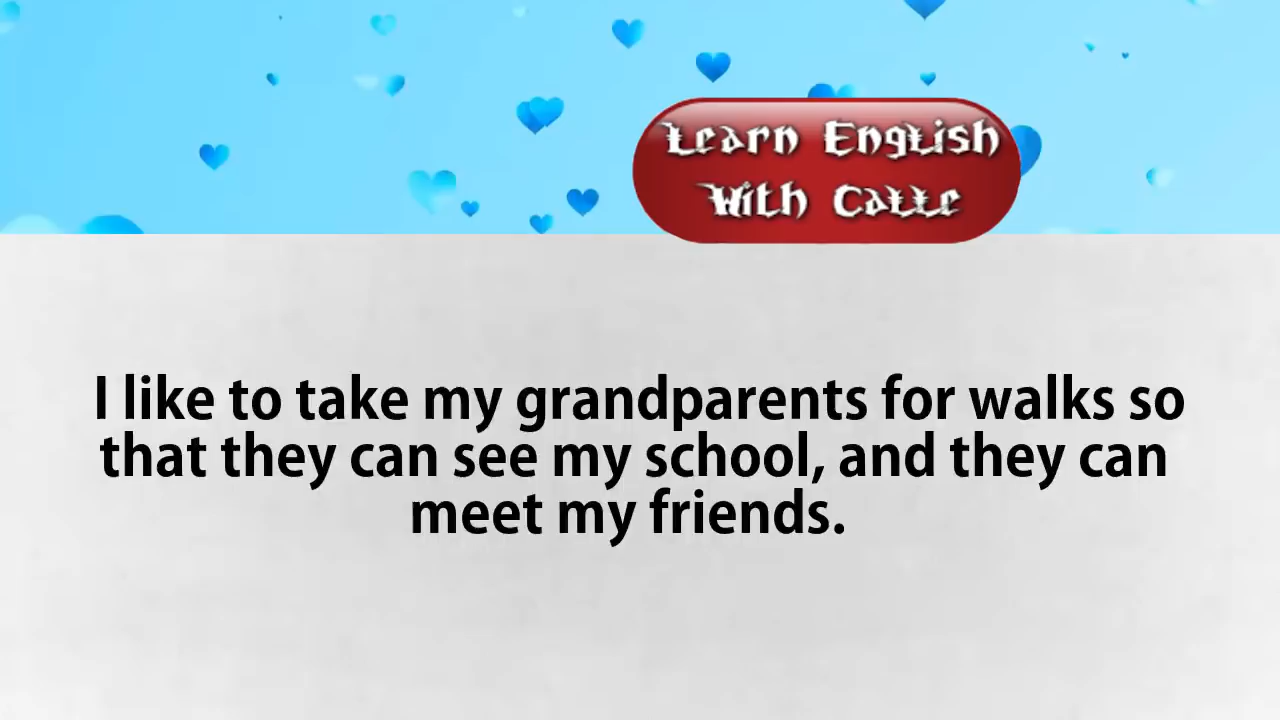 Learn English
With Catte
I like to take my grandparents for walks so
that they can see my school, and they can
meet my friends.